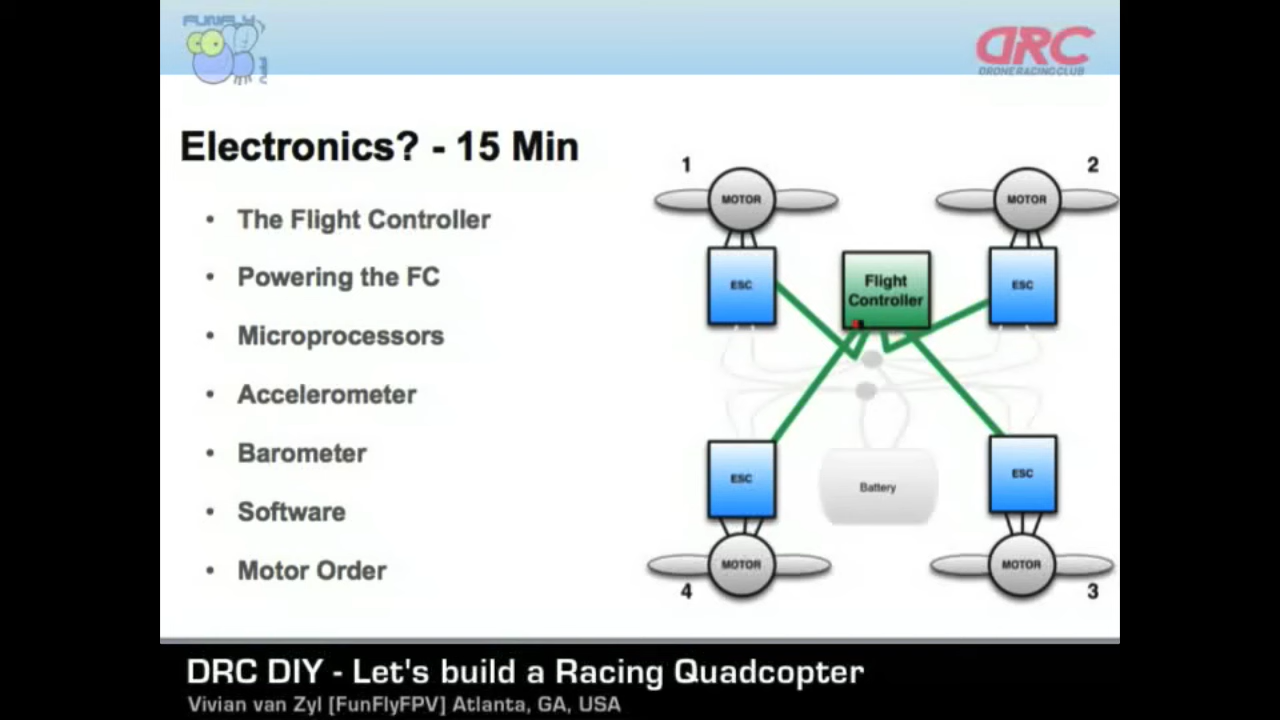 FUNFLY
FPV
DRC
DRONE RACING CLUB
Electronics? - 15 Min
• The Flight Controller
• Powering the FC
• Microprocessors
• Accelerometer
• Barometer
• Software
• Motor Order
1
2
MOTOR
MOTOR
ESC
Flight
Controller
ESC
ESC
Battery
ESC
MOTOR
MOTOR
4
3
DRC DIY - Let's build a Racing Quadcopter
Vivian van Zyl [FunFlyFPV] Atlanta, GA, USA